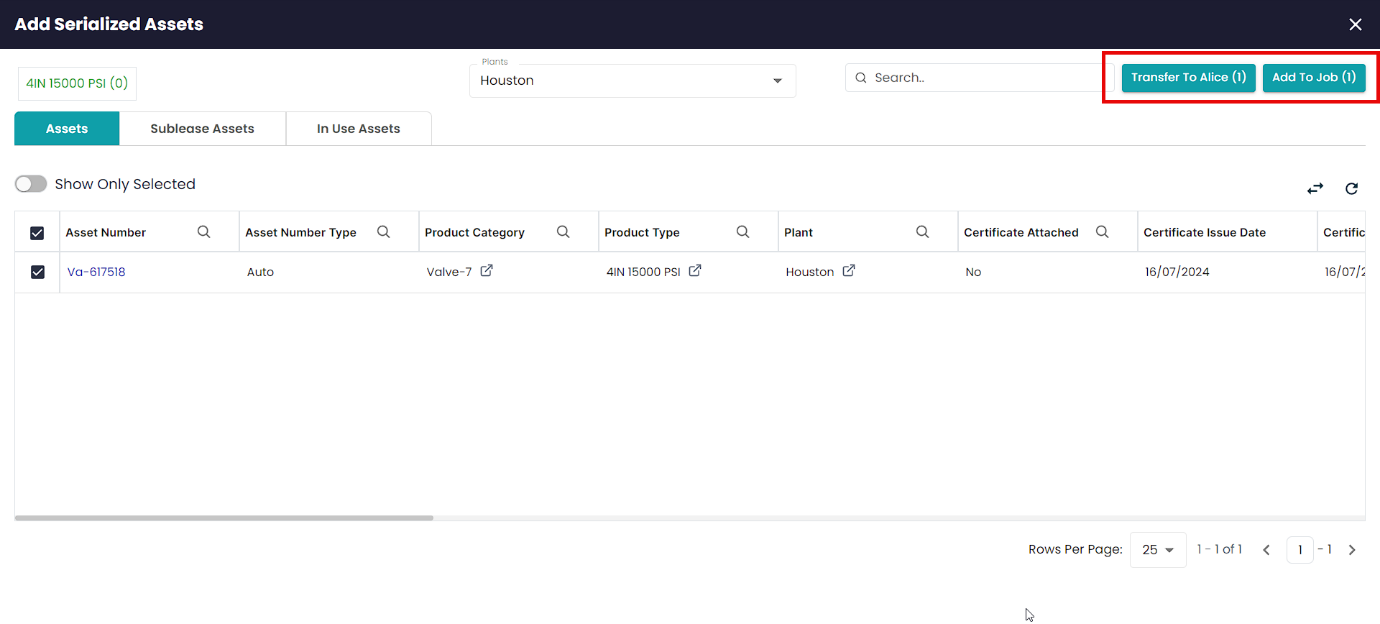 Add Serialized Assets
4IN 15000 PSI (0)
Plants
Houston
Search..
Transfer To Alice (1)
Add To Job (1)
Assets
Sublease Assets
In Use Assets
Show Only Selected
Asset Number
Asset Number Type
Product Category
Product Type
Plant
Certificate Attached
Certificate Issue Date
Certific
Va-617518
Auto
Valve-7
4IN 15000 PSI
Houston
No
16/07/2024
16/07/2
Rows Per Page:
25
1 - 1 of 1
1
- 1